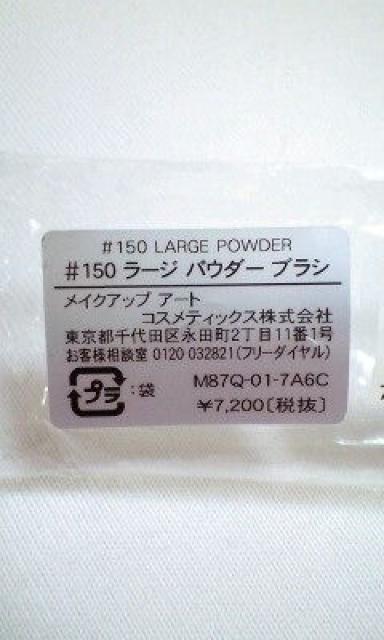 #150 LARGE POWDER
#150 ラージ パウダー ブラシ
メイクアップ アート
コスメティックス株式会社
東京都千代田区永田町2丁目11番1号
お客様相談室 0120 032821(フリーダイヤル)
プラ :袋
M87Q-01-7A6C
¥7,200〔税抜〕